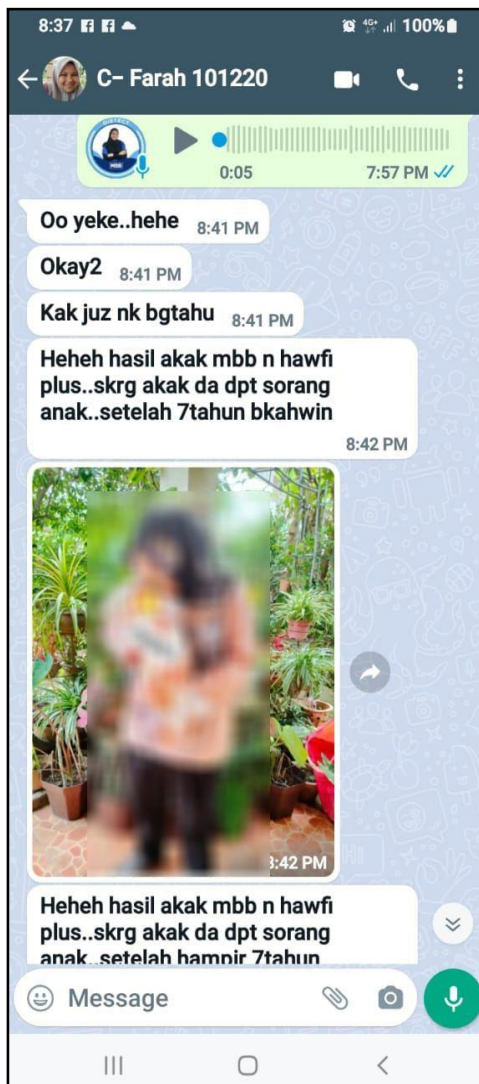 8:37
4G+
100%
C– Farah 101220
0:05
7:57 PM
Oo yeke..hehe
8:41 PM
Okay2
8:41 PM
Kak juz nk bgtahu
8:41 PM
Heheh hasil akak mbb n hawfi
plus..skrg akak da dpt sorang
anak..setelah 7tahun bkahwin
8:42 PM
8:42 PM
Heheh hasil akak mbb n hawfi
plus..skrg akak da dpt sorang
anak..setelah hampir 7tahun
Message